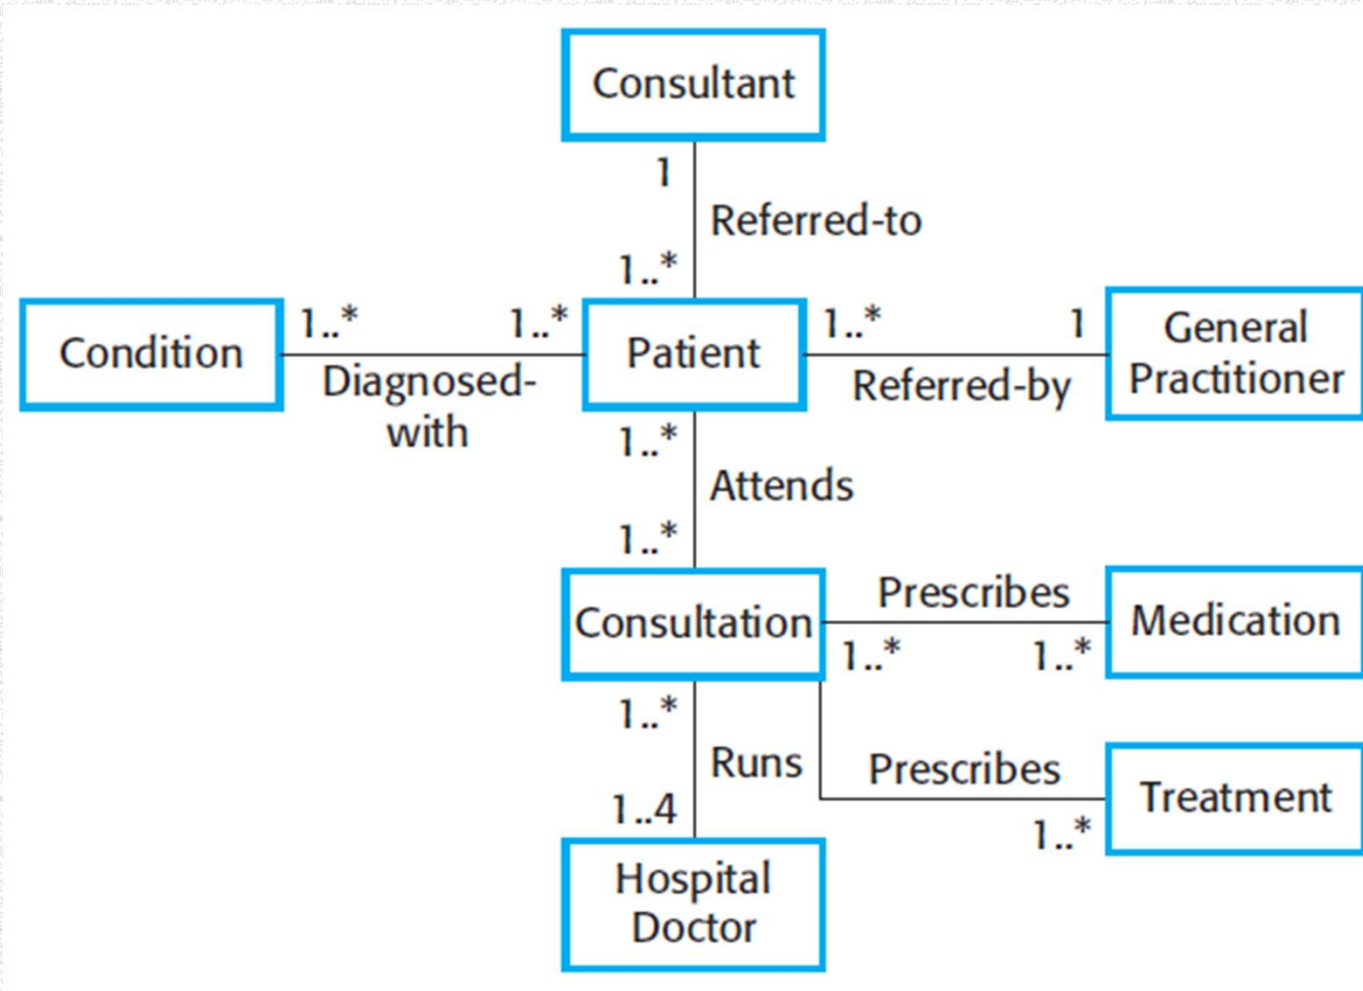 Consultant
1
Referred-to
1..*
Condition
1..*
1..*
Diagnosed-
with
Patient
1..*
1
Referred-by
General
Practitioner
1..*
Attends
1..*
Consultation
Prescribes
1..*
1..*
Medication
1..*
Runs
1..4
Prescribes
1..*
Treatment
Hospital
Doctor